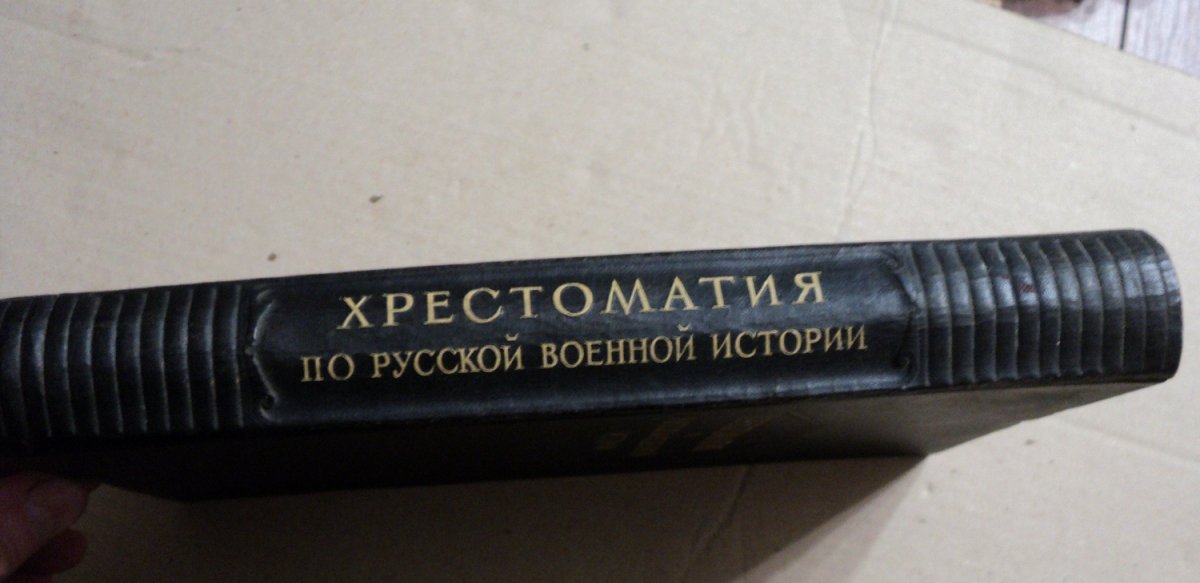 ХРЕСТОМАТИЯ
ПО РУССКОЙ ВОЕННОЙ ИСТОРИИ